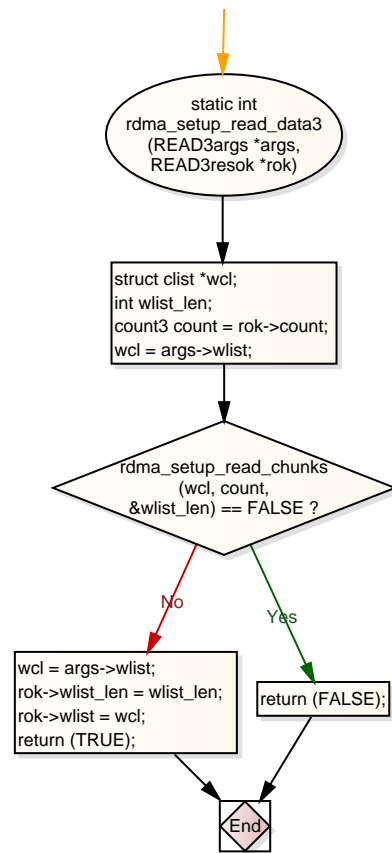 static int
rdma_setup_read_data3
(READ3args *args,
READ3resok *rok)
struct clist *wcl;
int wlist_len;
count3 count = rok->count;
wcl = args->wlist;
rdma_setup_read_chunks
(wcl, count,
&wlist_len) == FALSE ?
No
Yes
wcl = args->wlist;
rok->wlist_len = wlist_len;
rok->wlist = wcl;
return (TRUE);
return (FALSE);
End